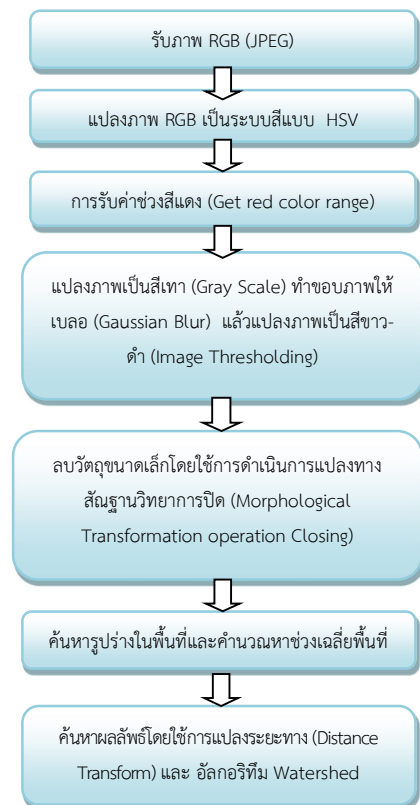 รับภาพ RGB (JPEG)
แปลงภาพ RGB เป็นระบบสีแบบ HSV
การรับค่าช่วงสีแดง (Get red color range)
แปลงภาพเป็นสีเทา (Gray Scale) ทำขอบภาพให้
เบลอ (Gaussian Blur) แล้วแปลงภาพเป็นสีขาว-
ดำ (Image Thresholding)
ลบวัตถุขนาดเล็กโดยใช้การดำเนินการแปลงทาง
สัณฐานวิทยาการปิด (Morphological
Transformation operation Closing)
ค้นหารูปร่างในพื้นที่และคำนวณหาช่วงเฉลี่ยพื้นที่
ค้นหาผลลัพธ์โดยใช้การแปลงระยะทาง (Distance
Transform) และ อัลกอริทึม Watershed